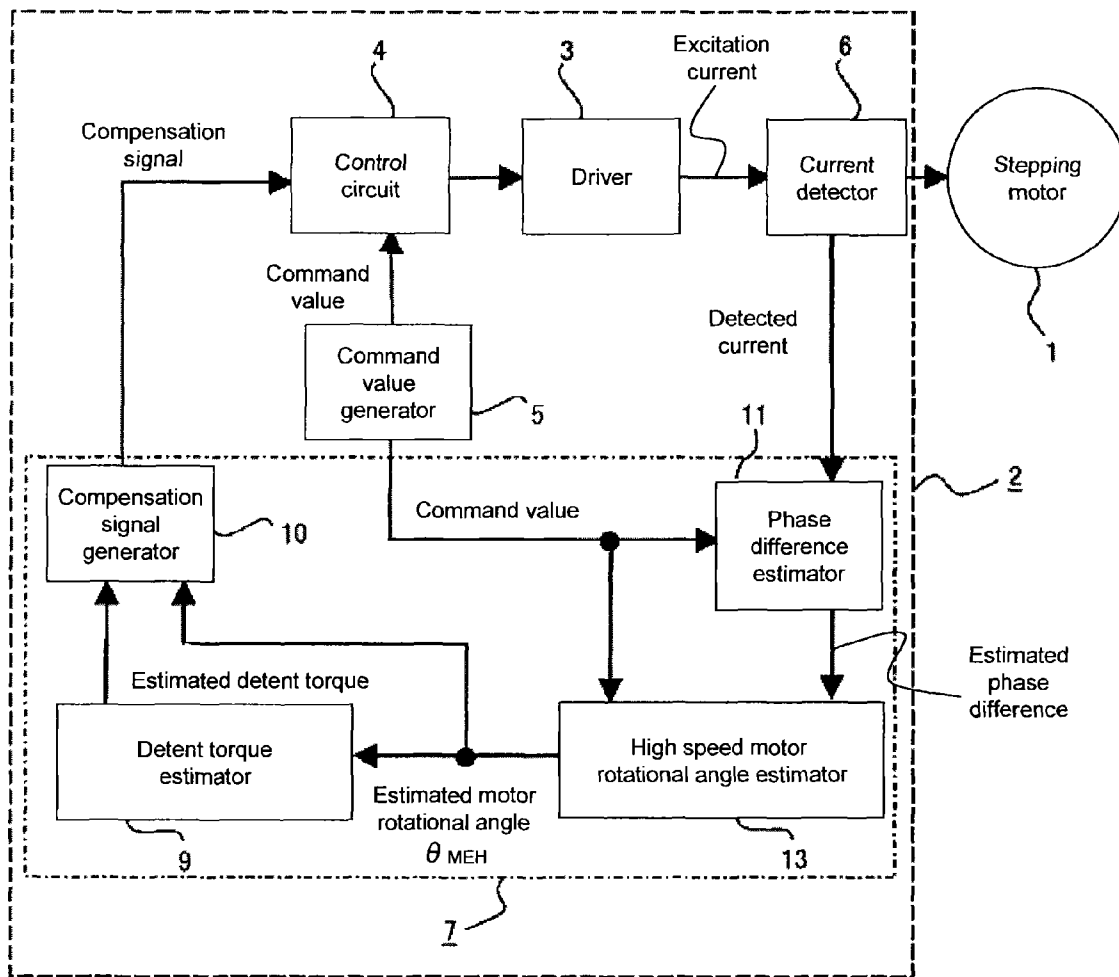 4
3
Excitation
current
6
Compensation
signal
Control
circuit
Driver
Current
detector
Stepping
motor
1
Command
value
Command
value
generator
5
Detected
current
11
2
Compensation
signal
generator
10
Command value
Phase
difference
estimator
Estimated
phase
difference
Estimated detent torque
Detent torque
estimator
9
Estimated motor
rotational angle
θ MEH
High speed motor
rotational angle estimator
13
7